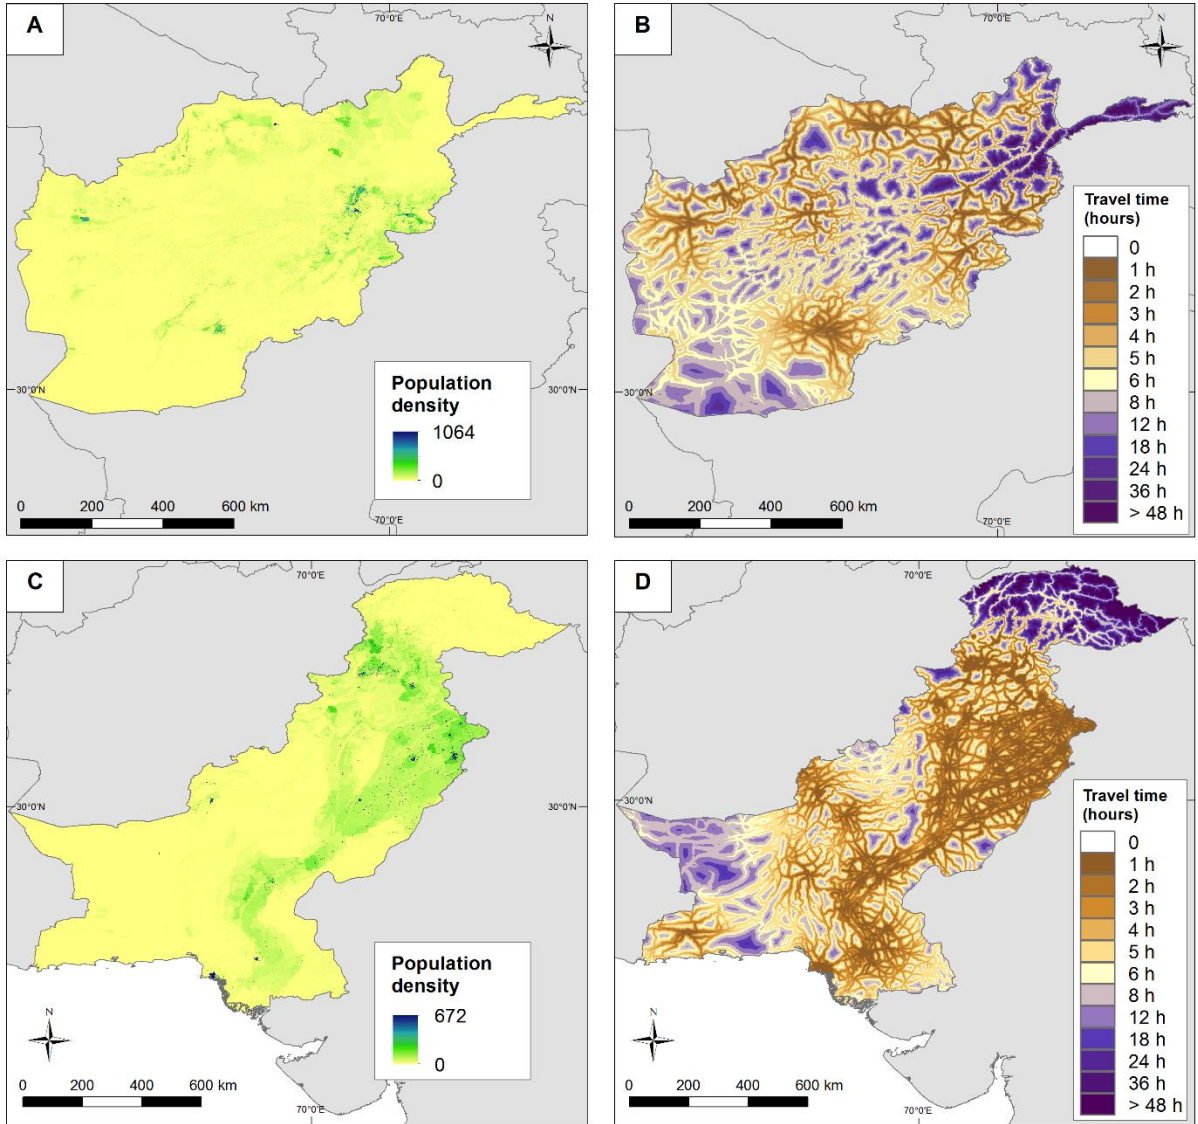 A
70°0'E
N
Population
density
1064
0
30°0'N
30°0'N
0 200 400 600 km
70°0'E
B
70°0'E
N
Travel time
(hours)
0
1 h
2 h
3 h
4 h
5 h
6 h
8 h
12 h
18 h
24 h
36 h
> 48 h
30°0'N
0 200 400 600 km
70°0'E
C
70°0'E
30°0'N
30°0'N
Population
density
672
0
N
0 200 400 600 km
70°0'E
D
70°0'E
30°0'N
Travel time
(hours)
0
1 h
2 h
3 h
4 h
5 h
6 h
8 h
12 h
18 h
24 h
36 h
> 48 h
N
0 200 400 600 km
70°0'E